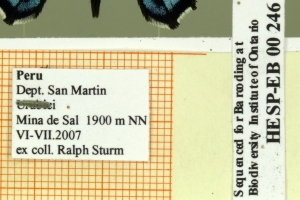 Peru
Dept. San Martin
Mina de Sal 1900 m NN
VI-VII.2007
ex coll. Ralph Sturm
Sequenced for Barcoding at
Biodiversity Institute of Ontario
HESP-EB 00 246